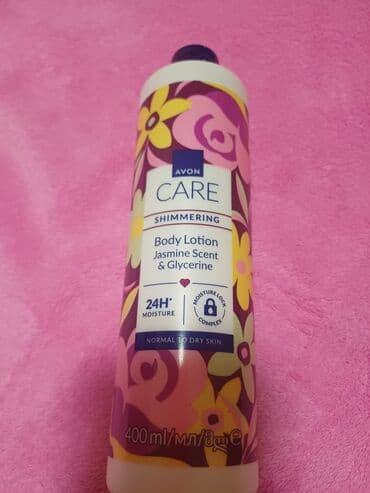 AVON
CARE
SHIMMERING
Body Lotion
Jasmine Scent
& Glycerine
24H*
MOISTURE
MOISTURE LOCK
COMPLEX
NORMAL TO DRY SKIN
400 ml/мл/მლ e